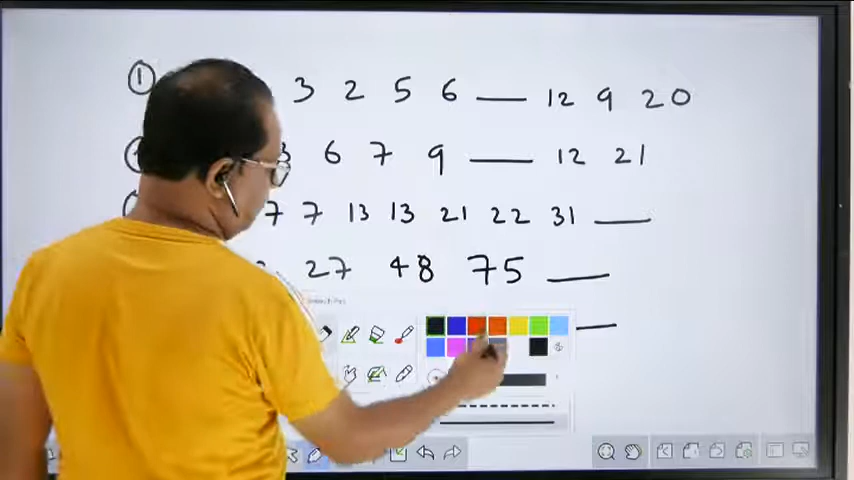 ① 3 2 5 6 ___ 12 9 20
6 7 9 ___ 12 21
7 7 13 13 21 22 31 ___
27 48 75 ___
___